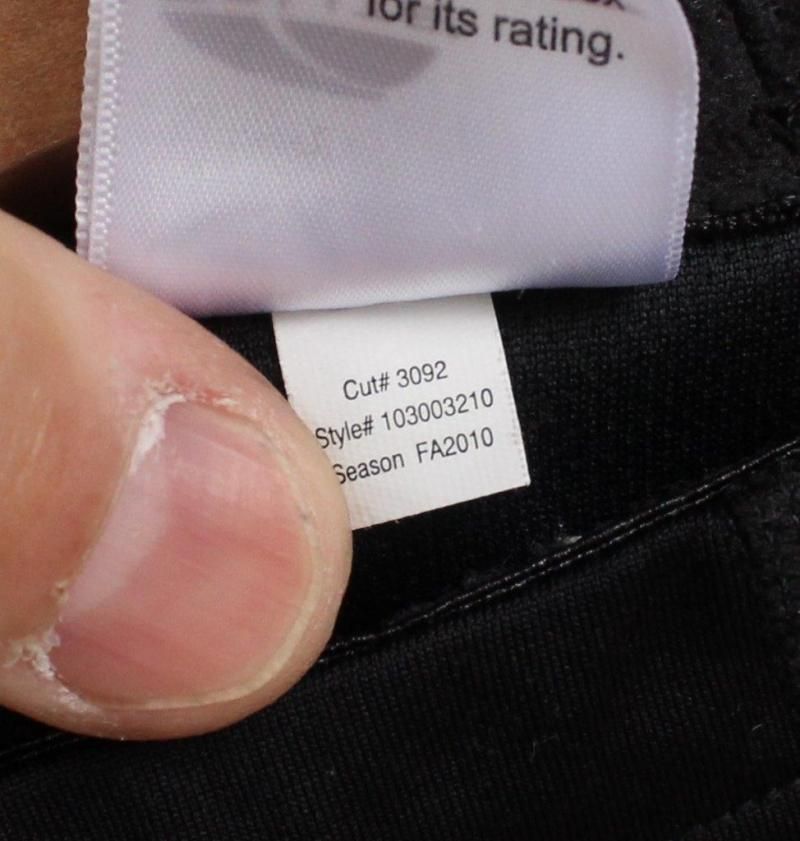 for its rating.
Cut# 3092
Style# 103003210
Season FA2010